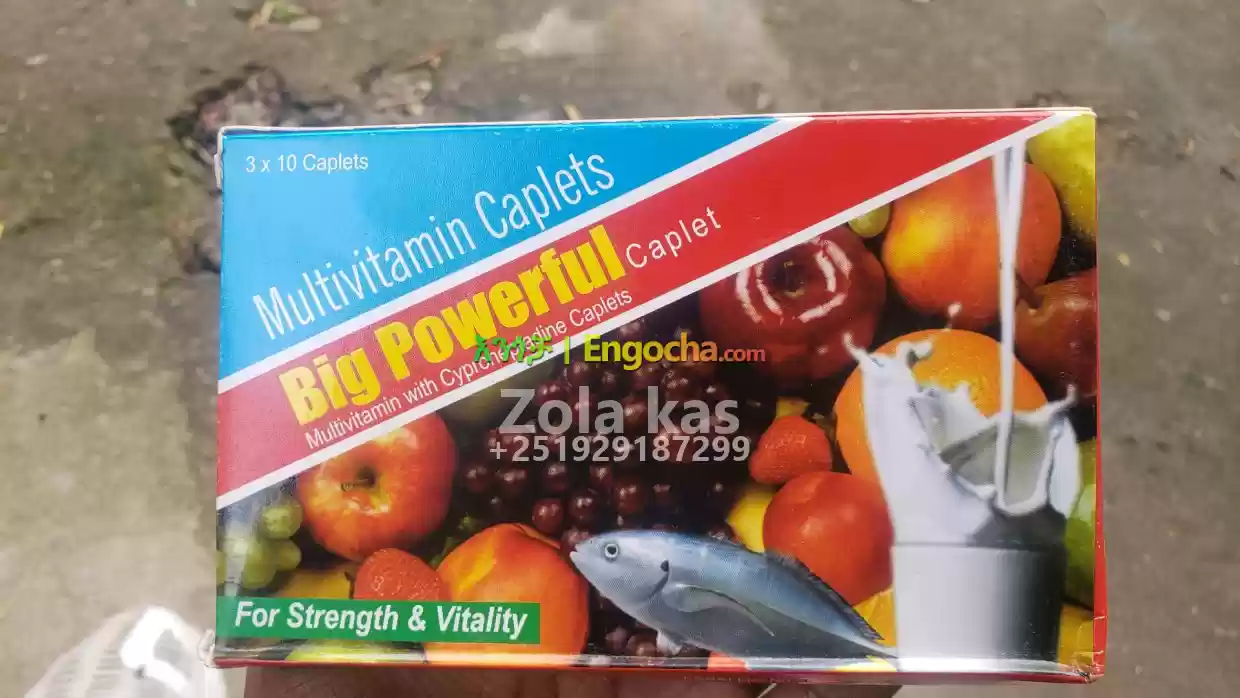 3 x 10 Caplets
Multivitamin Caplets
Big Powerful Caplet
Multivitamin with Cyproheptadine Caplets
እንጎቻ | Engocha.com
Zola kas
+251929187299
For Strength & Vitality